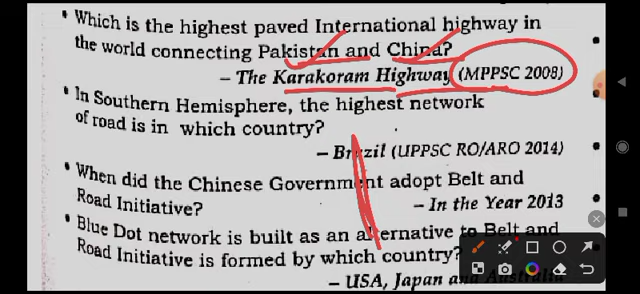 • Which is the highest paved International highway in
the world connecting Pakistan and China?
– The Karakoram Highway (MPPSC 2008)
• In Southern Hemisphere, the highest network
of road is in which country?
– Brazil (UPPSC RO/ARO 2014)
• When did the Chinese Government adopt Belt and
Road Initiative?
– In the Year 2013
• Blue Dot network is built as an alternative to Belt and
Road Initiative is formed by which country?
– USA, Japan and Australia